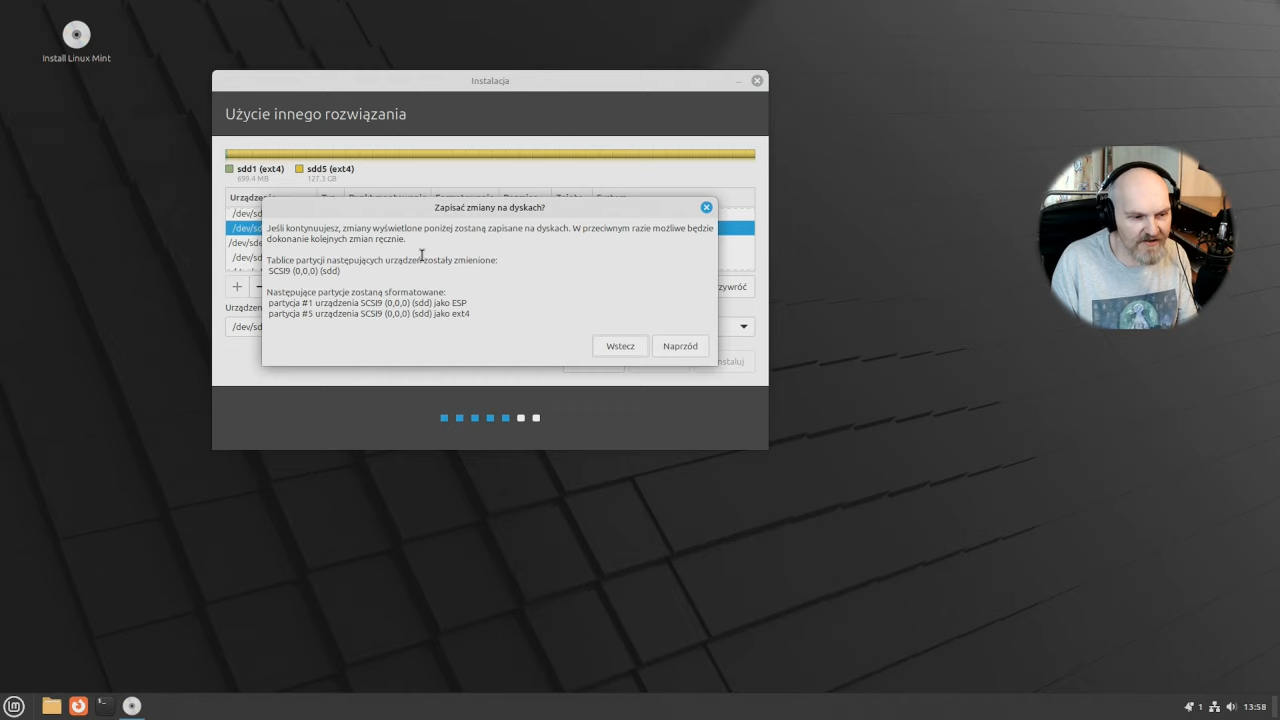 Install Linux Mint
Instalacja
Użycie innego rozwiązania
sdd1 (ext4) sdd5 (ext4)
699.4 MB 127.3 GB
Zapisać zmiany na dyskach?
Jeśli kontynuujesz, zmiany wyświetlone poniżej zostaną zapisane na dyskach. W przeciwnym razie możliwe będzie
dokonanie kolejnych zmian ręcznie.
Tablice partycji następujących urządzeń zostały zmienione:
SCSI9 (0,0,0) (sdd)
Następujące partycje zostaną sformatowane:
partycja #1 urządzenia SCSI9 (0,0,0) (sdd) jako ESP
partycja #5 urządzenia SCSI9 (0,0,0) (sdd) jako ext4
Wstecz Naprzód
1 13:58